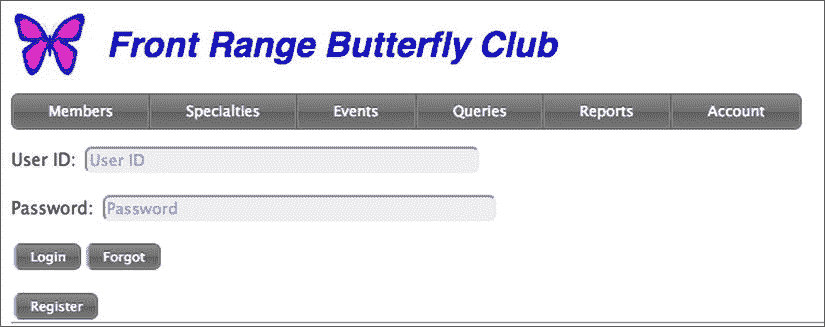 Front Range Butterfly Club
Members Specialties Events Queries Reports Account
User ID: User ID
Password: Password
Login Forgot
Register